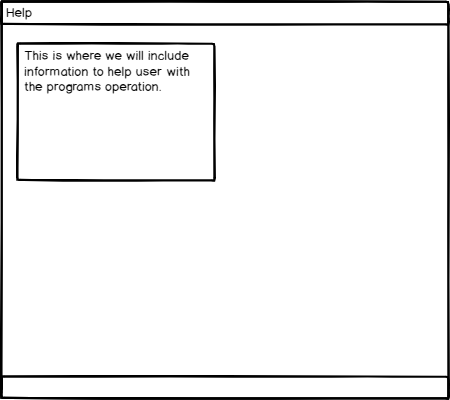 Help
This is where we will include
information to help user with
the programs operation.